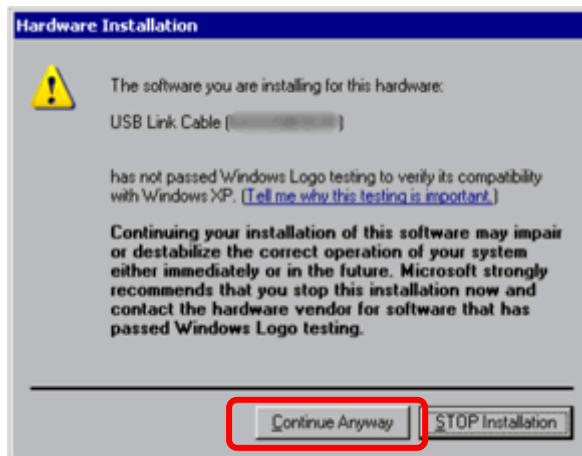 Hardware Installation
The software you are installing for this hardware:
USB Link Cable ( )
has not passed Windows Logo testing to verify its compatibility
with Windows XP. (Tell me why this testing is important.)
Continuing your installation of this software may impair
or destabilize the correct operation of your system
either immediately or in the future. Microsoft strongly
recommends that you stop this installation now and
contact the hardware vendor for software that has
passed Windows Logo testing.
Continue Anyway
STOP Installation